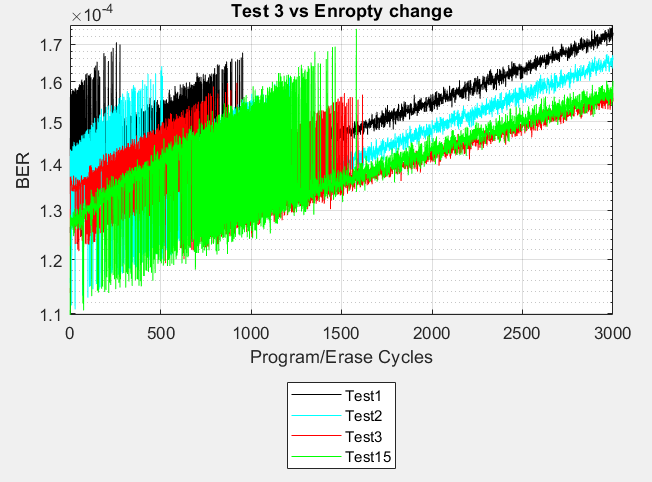 Test 3 vs Enropty change
×10⁻⁴
1.7
1.6
1.5
1.4
1.3
1.2
1.1
BER
0 500 1000 1500 2000 2500 3000
Program/Erase Cycles
Test1
Test2
Test3
Test15